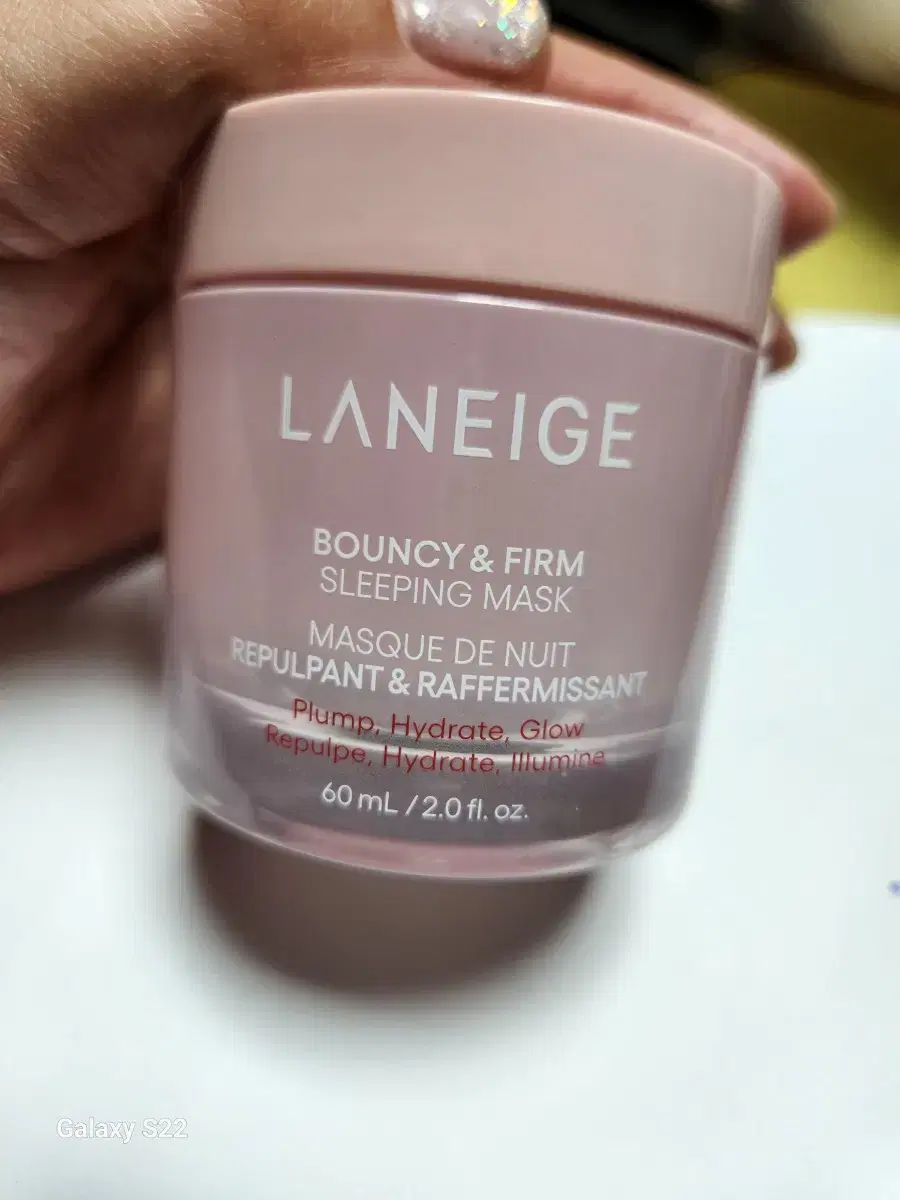 LANEIGE
BOUNCY & FIRM
SLEEPING MASK
MASQUE DE NUIT
REPULPANT & RAFFERMISSANT
Plump, Hydrate, Glow
Repulpe, Hydrate, Illumine
60 mL / 2.0 fl. oz.
Galaxy S22